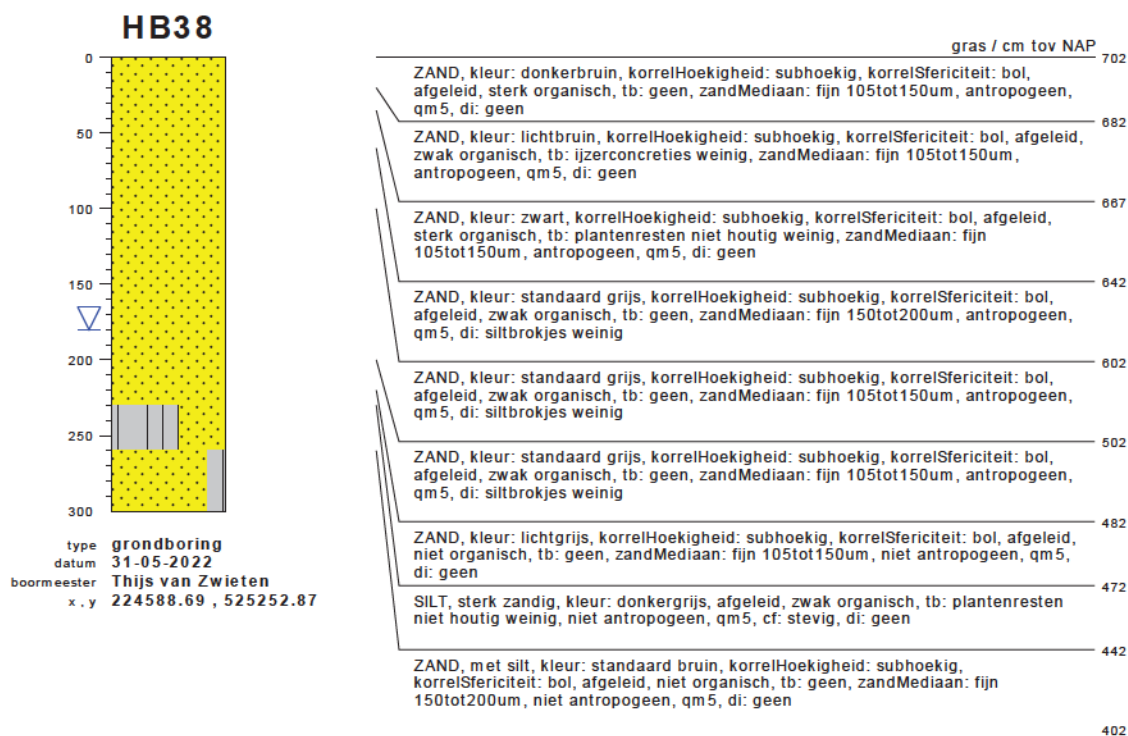 HB38
gras / cm tov NAP
0
50
100
150
200
250
300
702
ZAND, kleur: donkerbruin, korrelHoekigheid: subhoekig, korrelSfericiteit: bol,
afgeleid, sterk organisch, tb: geen, zandMediaan: fijn 105tot150um, antropogeen,
qm5, di: geen
682
ZAND, kleur: lichtbruin, korrelHoekigheid: subhoekig, korrelSfericiteit: bol, afgeleid,
zwak organisch, tb: ijzerconcreties weinig, zandMediaan: fijn 105tot150um,
antropogeen, qm5, di: geen
667
ZAND, kleur: zwart, korrelHoekigheid: subhoekig, korrelSfericiteit: bol, afgeleid,
sterk organisch, tb: plantenresten niet houtig weinig, zandMediaan: fijn
105tot150um, antropogeen, qm5, di: geen
642
ZAND, kleur: standaard grijs, korrelHoekigheid: subhoekig, korrelSfericiteit: bol,
afgeleid, zwak organisch, tb: geen, zandMediaan: fijn 150tot200um, antropogeen,
qm5, di: siltbrokjes weinig
602
ZAND, kleur: standaard grijs, korrelHoekigheid: subhoekig, korrelSfericiteit: bol,
afgeleid, zwak organisch, tb: geen, zandMediaan: fijn 105tot150um, antropogeen,
qm5, di: siltbrokjes weinig
502
ZAND, kleur: standaard grijs, korrelHoekigheid: subhoekig, korrelSfericiteit: bol,
afgeleid, zwak organisch, tb: geen, zandMediaan: fijn 105tot150um, antropogeen,
qm5, di: siltbrokjes weinig
482
ZAND, kleur: lichtgrijs, korrelHoekigheid: subhoekig, korrelSfericiteit: bol, afgeleid,
niet organisch, tb: geen, zandMediaan: fijn 105tot150um, niet antropogeen, qm5,
di: geen
472
SILT, sterk zandig, kleur: donkergrijs, afgeleid, zwak organisch, tb: plantenresten
niet houtig weinig, niet antropogeen, qm5, cf: stevig, di: geen
442
ZAND, met silt, kleur: standaard bruin, korrelHoekigheid: subhoekig,
korrelSfericiteit: bol, afgeleid, niet organisch, tb: geen, zandMediaan: fijn
150tot200um, niet antropogeen, qm5, di: geen
402
type grondboring
datum 31-05-2022
boormeester Thijs van Zwieten
x, y 224588.69 , 525252.87